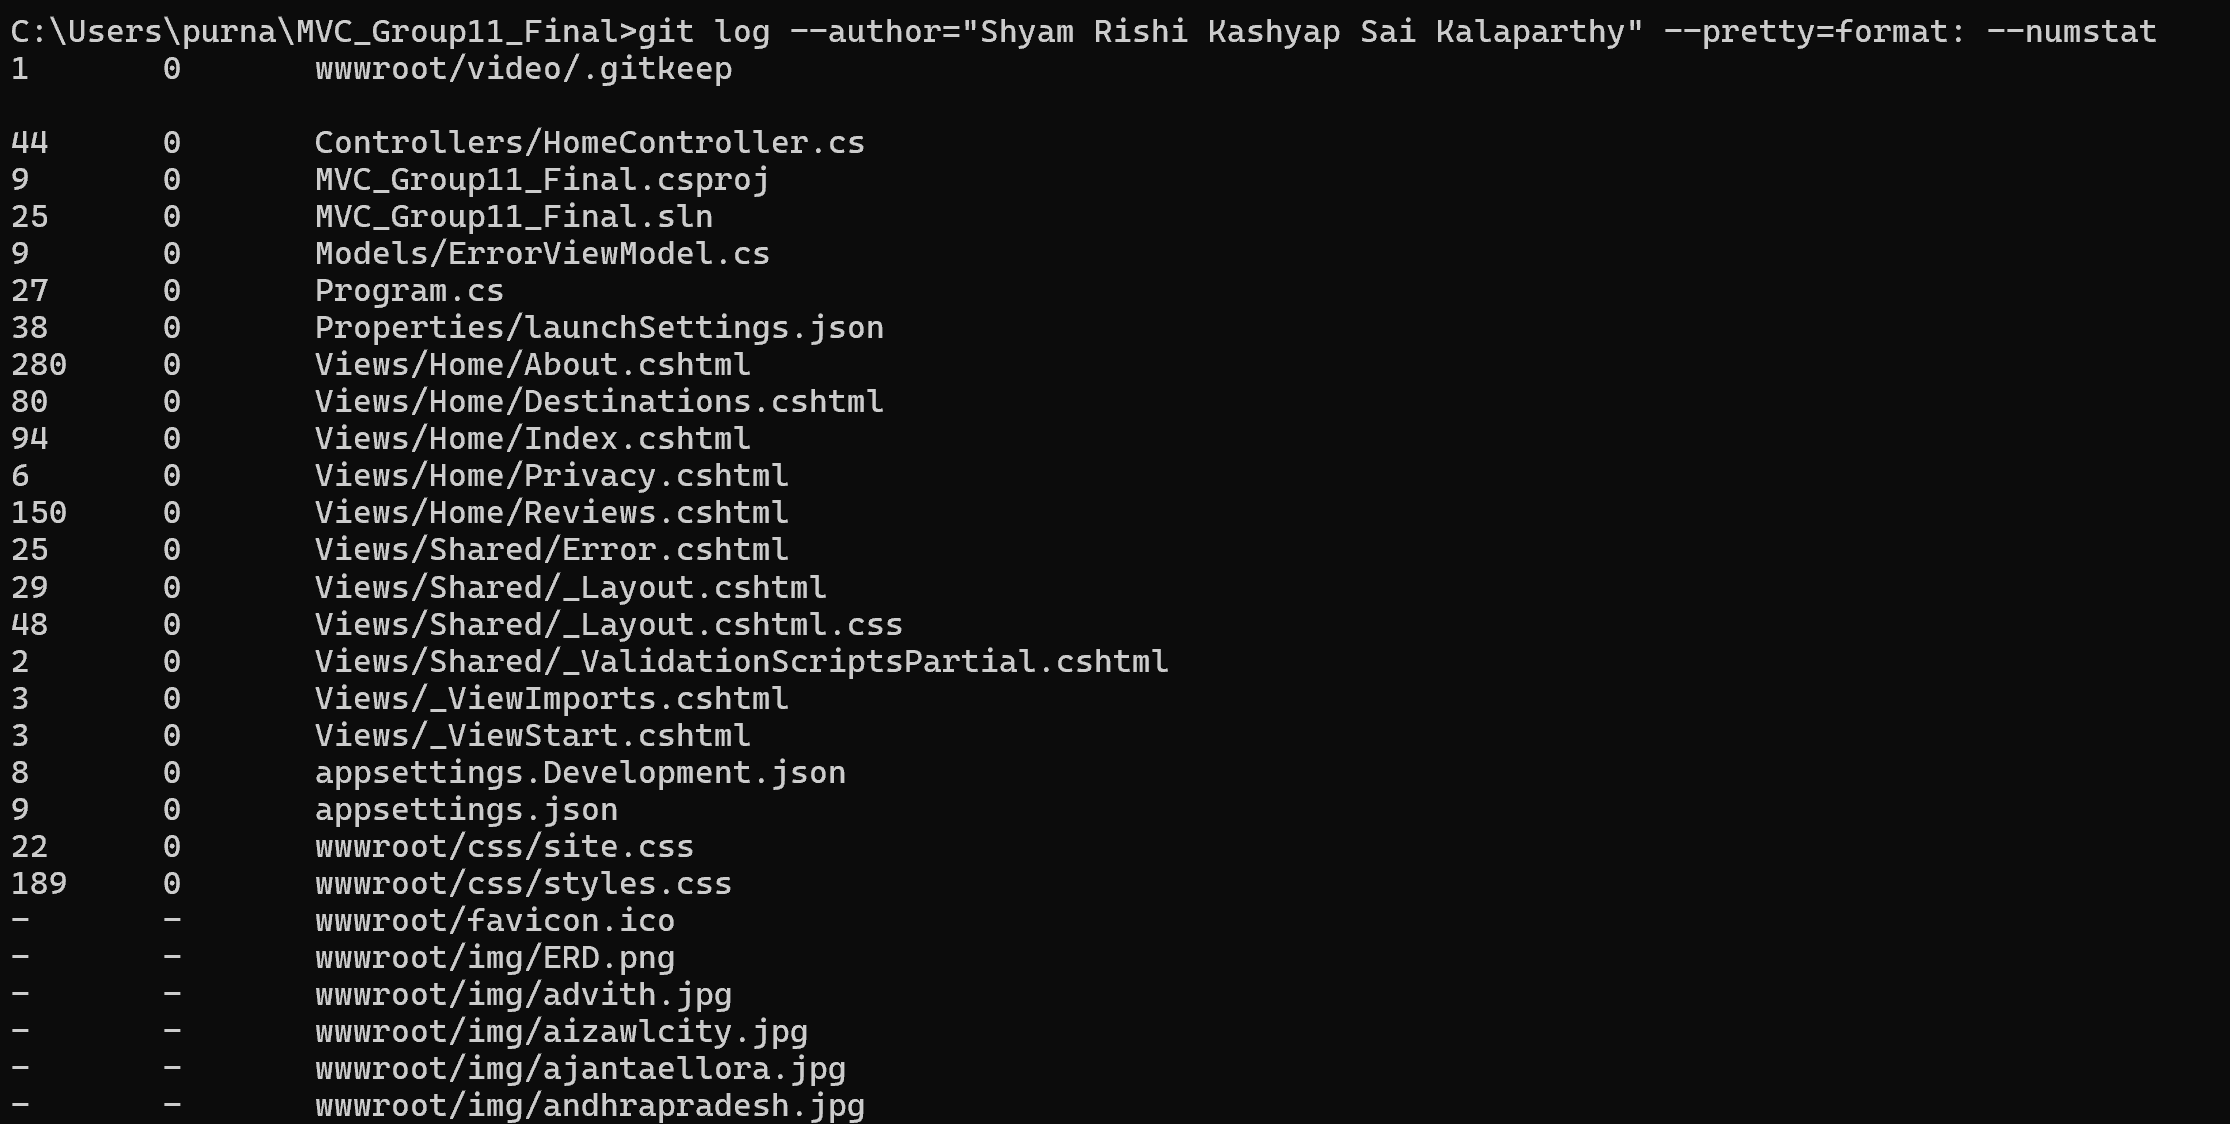 C:\Users\purna\MVC_Group11_Final>git log --author="Shyam Rishi Kashyap Sai Kalaparthy" --pretty=format: --numstat
1 0 wwwroot/video/.gitkeep
44 0 Controllers/HomeController.cs
9 0 MVC_Group11_Final.csproj
25 0 MVC_Group11_Final.sln
9 0 Models/ErrorViewModel.cs
27 0 Program.cs
38 0 Properties/launchSettings.json
280 0 Views/Home/About.cshtml
80 0 Views/Home/Destinations.cshtml
94 0 Views/Home/Index.cshtml
6 0 Views/Home/Privacy.cshtml
150 0 Views/Home/Reviews.cshtml
25 0 Views/Shared/Error.cshtml
29 0 Views/Shared/_Layout.cshtml
48 0 Views/Shared/_Layout.cshtml.css
2 0 Views/Shared/_ValidationScriptsPartial.cshtml
3 0 Views/_ViewImports.cshtml
3 0 Views/_ViewStart.cshtml
8 0 appsettings.Development.json
9 0 appsettings.json
22 0 wwwroot/css/site.css
189 0 wwwroot/css/styles.css
- - wwwroot/favicon.ico
- - wwwroot/img/ERD.png
- - wwwroot/img/advith.jpg
- - wwwroot/img/aizawlcity.jpg
- - wwwroot/img/ajantaellora.jpg
- - wwwroot/img/andhrapradesh.jpg